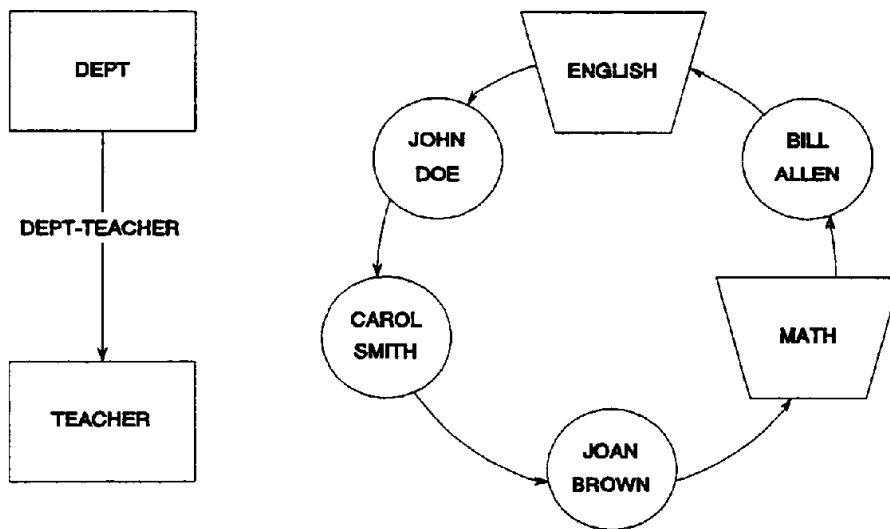 DEPT
DEPT-TEACHER
TEACHER
ENGLISH
JOHN
DOE
CAROL
SMITH
JOAN
BROWN
MATH
BILL
ALLEN